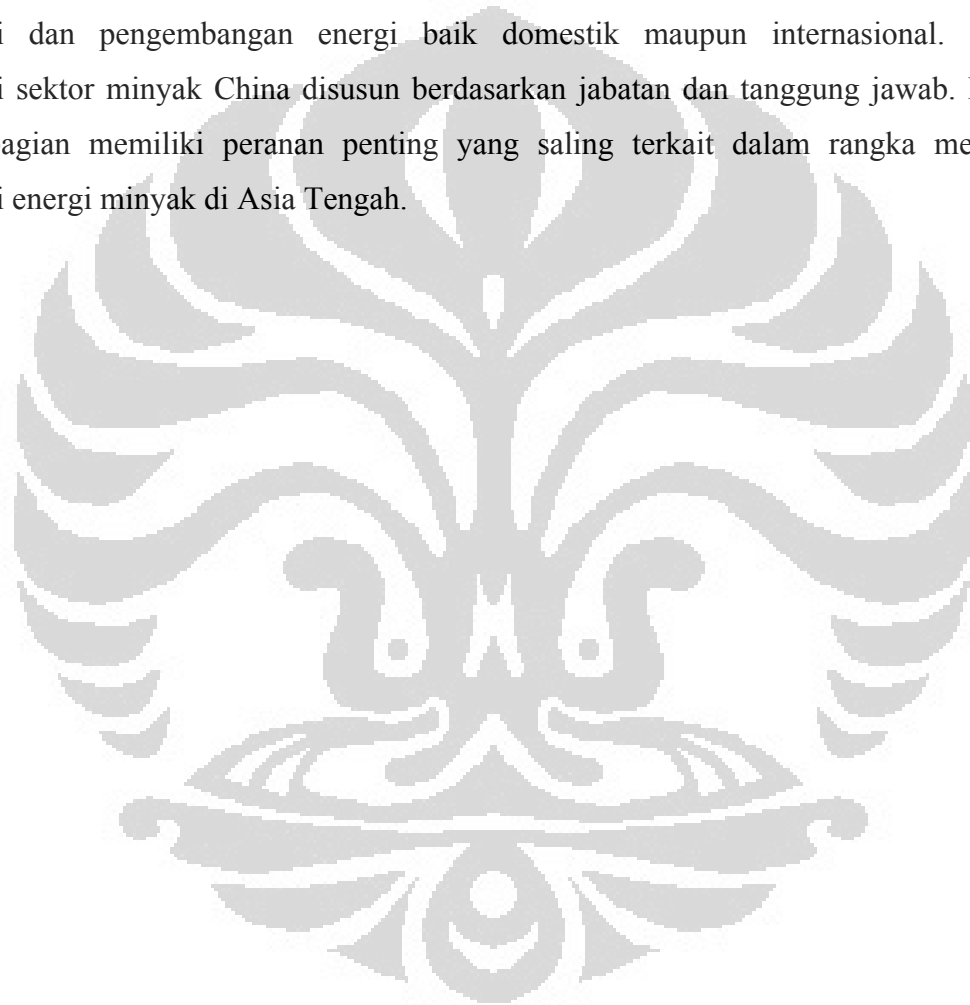 i dan pengembangan energi baik domestik maupun internasional.
i sektor minyak China disusun berdasarkan jabatan dan tanggung jawab.
agian memiliki peranan penting yang saling terkait dalam rangka me
i energi minyak di Asia Tengah.